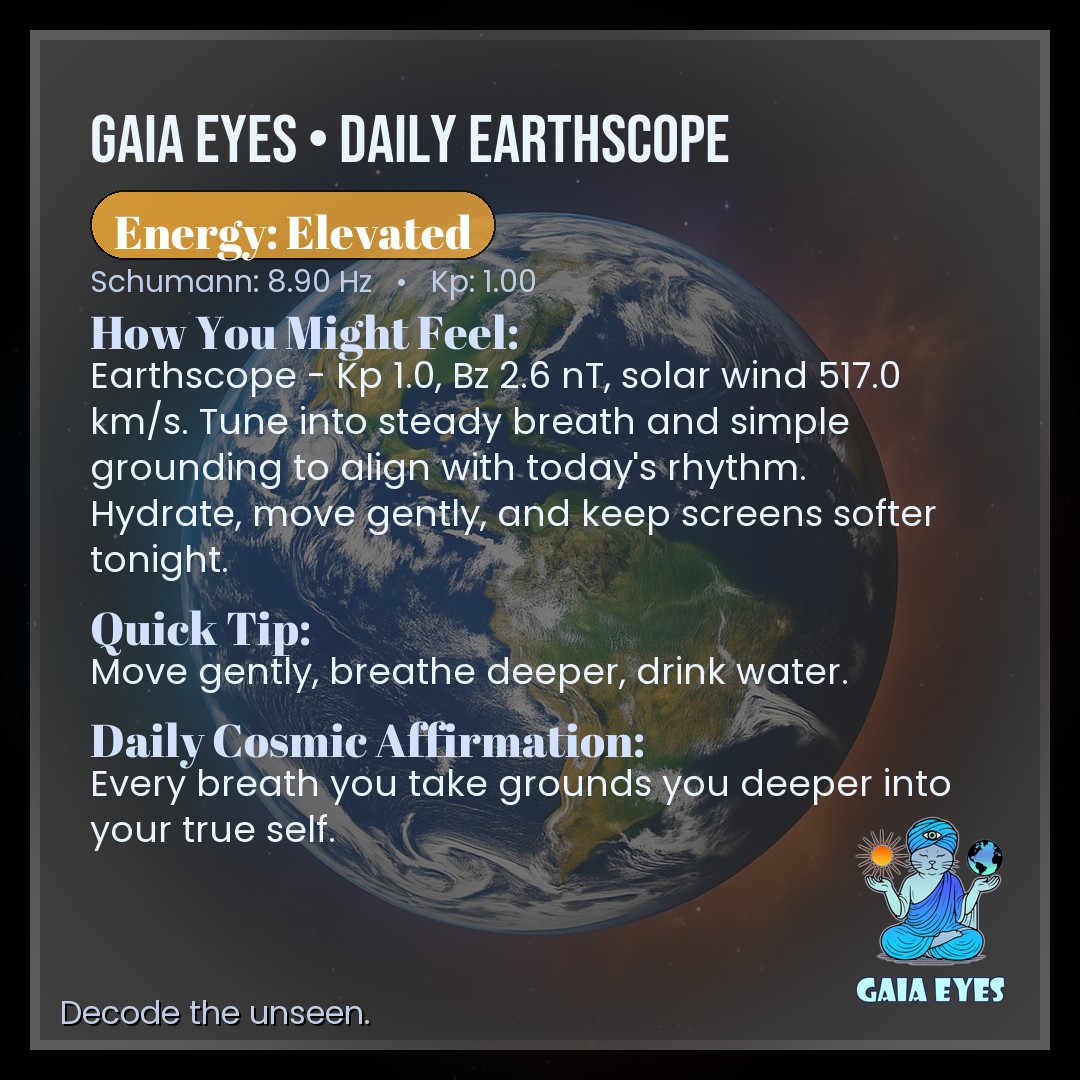 GAIA EYES • DAILY EARTHSCOPE
Energy: Elevated
Schumann: 8.90 Hz • Kp: 1.00
How You Might Feel:
Earthscope - Kp 1.0, Bz 2.6 nT, solar wind 517.0
km/s. Tune into steady breath and simple
grounding to align with today's rhythm.
Hydrate, move gently, and keep screens softer
tonight.
Quick Tip:
Move gently, breathe deeper, drink water.
Daily Cosmic Affirmation:
Every breath you take grounds you deeper into
your true self.
GAIA EYES
Decode the unseen.